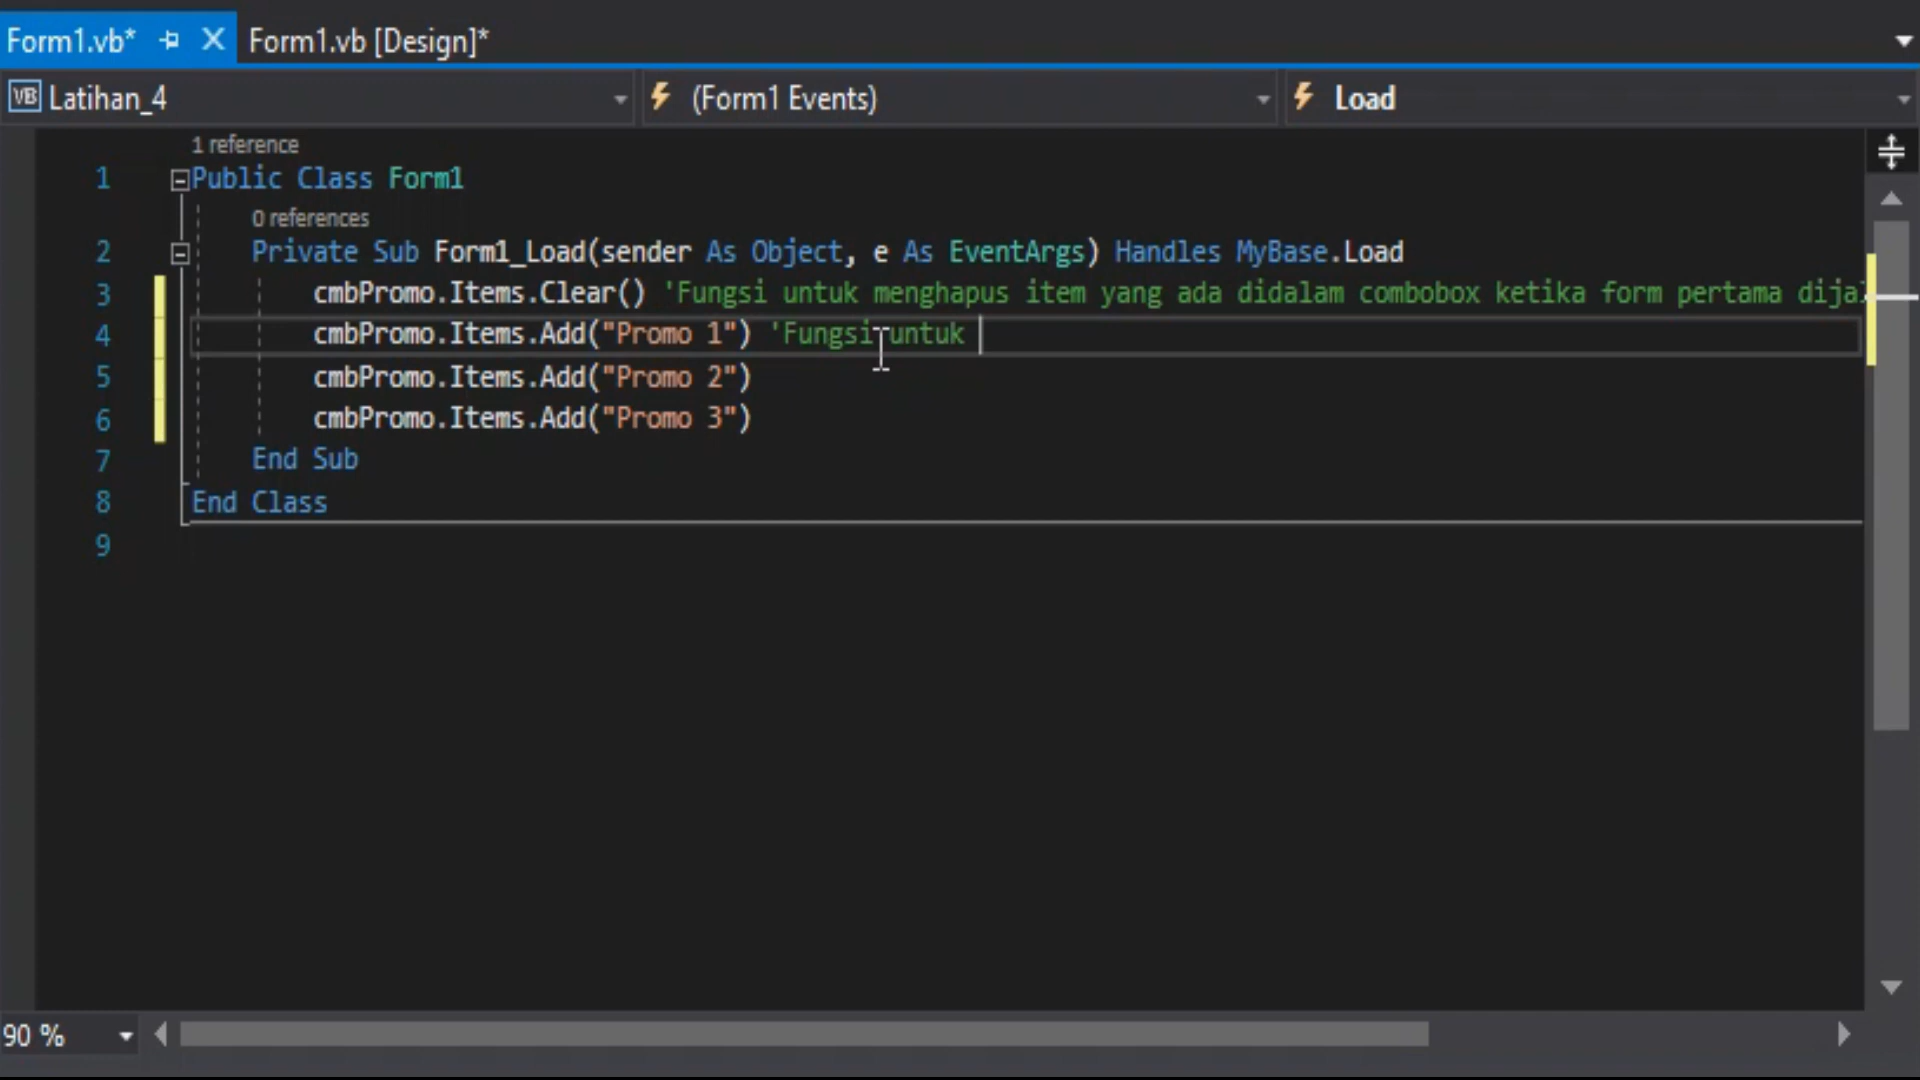 Form1.vb* Form1.vb [Design]*
VB Latihan_4 (Form1 Events) Load
1 reference
1 Public Class Form1
0 references
2 Private Sub Form1_Load(sender As Object, e As EventArgs) Handles MyBase.Load
3 cmbPromo.Items.Clear() 'Fungsi untuk menghapus item yang ada didalam combobox ketika form pertama
4 cmbPromo.Items.Add("Promo 1") 'Fungsi untuk
5 cmbPromo.Items.Add("Promo 2")
6 cmbPromo.Items.Add("Promo 3")
7 End Sub
8 End Class
9
90 %